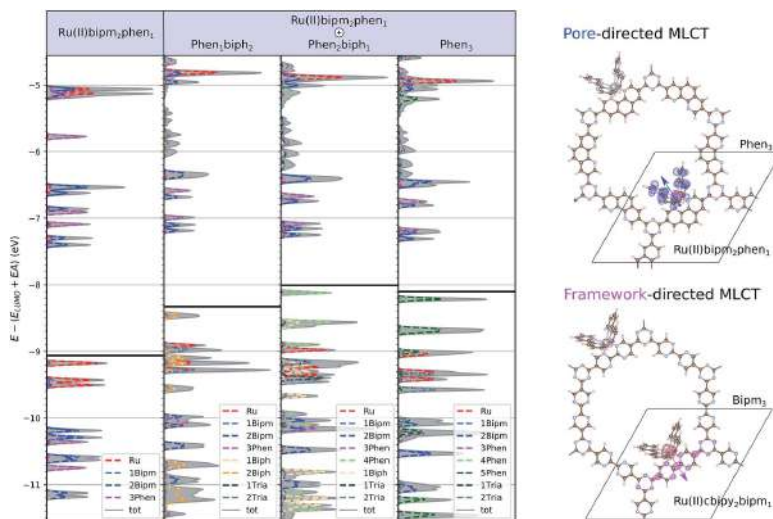 Ru(II)bipm₂phen₁
Ru(II)bipm₂phen₁
⊕
Phen₁biph₂
Phen₂biph₁
Phen₃
E − (E_LUMO + EA) (eV)
−5
−6
−7
−8
−9
−10
−11
Ru
1Bipm
2Bipm
3Phen
tot
Ru
1Bipm
2Bipm
3Phen
1Biph
2Biph
1Tria
2Tria
tot
Ru
1Bipm
2Bipm
3Phen
4Phen
1Biph
1Tria
2Tria
tot
Ru
1Bipm
2Bipm
3Phen
4Phen
5Phen
1Tria
2Tria
tot
Pore-directed MLCT
Phen₃
Ru(II)bipm₂phen₁
Framework-directed MLCT
Bipm₃
Ru(II)cbipy₂bipm₁